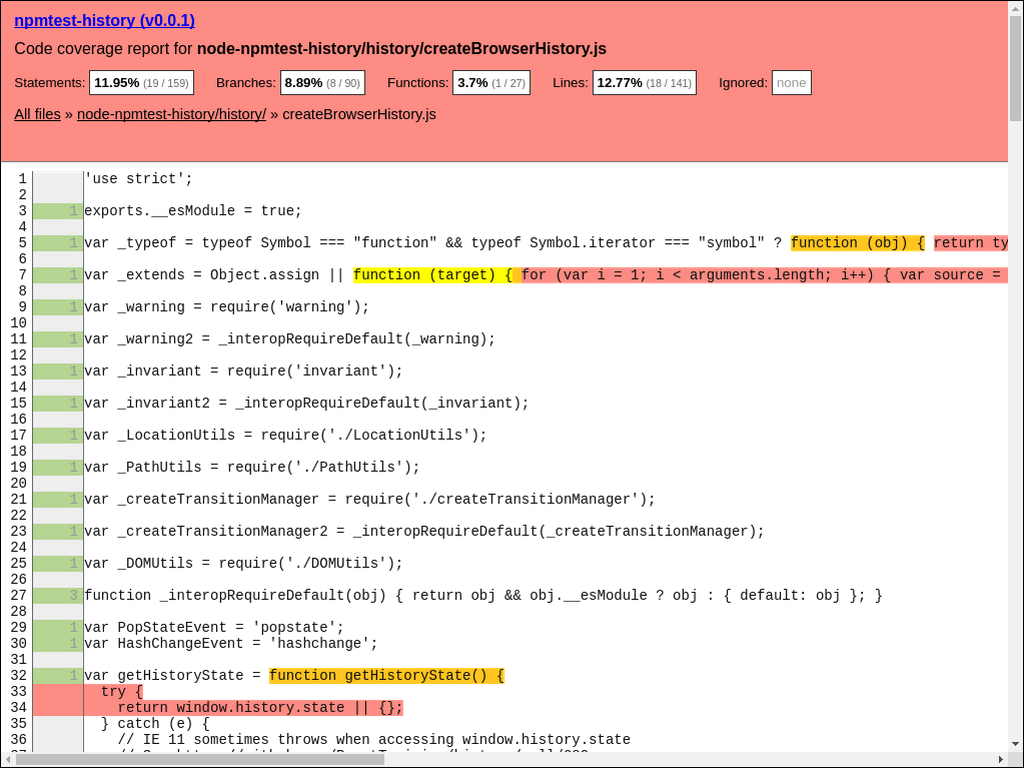 npmtest-history (v0.0.1)
Code coverage report for node-npmtest-history/history/createBrowserHistory.js
Statements: 11.95% (19 / 159) Branches: 8.89% (8 / 90) Functions: 3.7% (1 / 27) Lines: 12.77% (18 / 141) Ignored: none
All files » node-npmtest-history/history/ » createBrowserHistory.js
1 'use strict';
2
3 1 exports.__esModule = true;
4
5 1 var _typeof = typeof Symbol === "function" && typeof Symbol.iterator === "symbol" ? function (obj) { return ty
6
7 1 var _extends = Object.assign || function (target) { for (var i = 1; i < arguments.length; i++) { var source =
8
9 1 var _warning = require('warning');
10
11 1 var _warning2 = _interopRequireDefault(_warning);
12
13 1 var _invariant = require('invariant');
14
15 1 var _invariant2 = _interopRequireDefault(_invariant);
16
17 1 var _LocationUtils = require('./LocationUtils');
18
19 1 var _PathUtils = require('./PathUtils');
20
21 1 var _createTransitionManager = require('./createTransitionManager');
22
23 1 var _createTransitionManager2 = _interopRequireDefault(_createTransitionManager);
24
25 1 var _DOMUtils = require('./DOMUtils');
26
27 3 function _interopRequireDefault(obj) { return obj && obj.__esModule ? obj : { default: obj }; }
28
29 1 var PopStateEvent = 'popstate';
30 1 var HashChangeEvent = 'hashchange';
31
32 1 var getHistoryState = function getHistoryState() {
33 try {
34 return window.history.state || {};
35 } catch (e) {
36 // IE 11 sometimes throws when accessing window.history.state